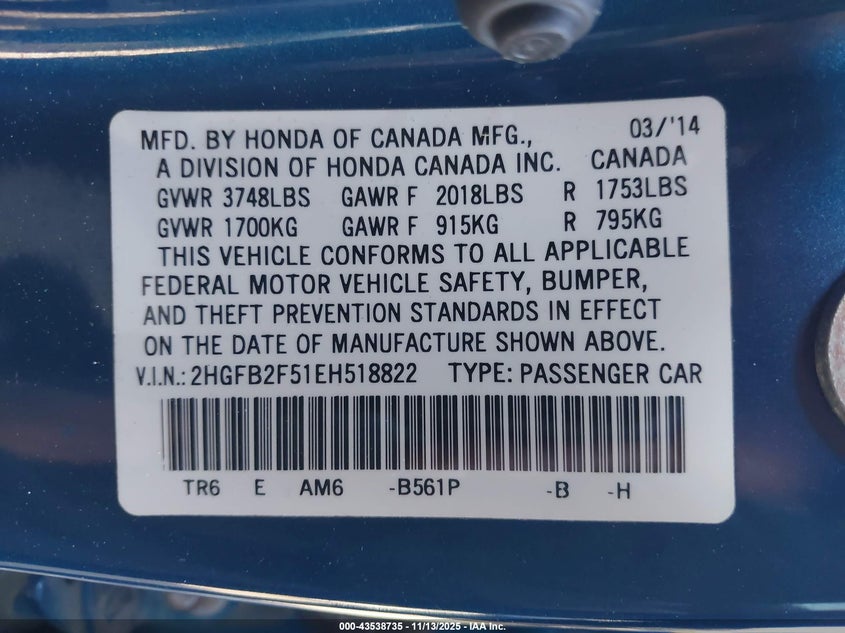 MFD. BY HONDA OF CANADA MFG., 03/'14
A DIVISION OF HONDA CANADA INC. CANADA
GVWR 3748LBS GAWR F 2018LBS R 1753LBS
GVWR 1700KG GAWR F 915KG R 795KG
THIS VEHICLE CONFORMS TO ALL APPLICABLE
FEDERAL MOTOR VEHICLE SAFETY, BUMPER,
AND THEFT PREVENTION STANDARDS IN EFFECT
ON THE DATE OF MANUFACTURE SHOWN ABOVE.
V.I.N.: 2HGFB2F51EH518822 TYPE: PASSENGER CAR
TR6 E AM6 -B561P -B -H
000-43538735 - 11/13/2025 - IAA Inc.